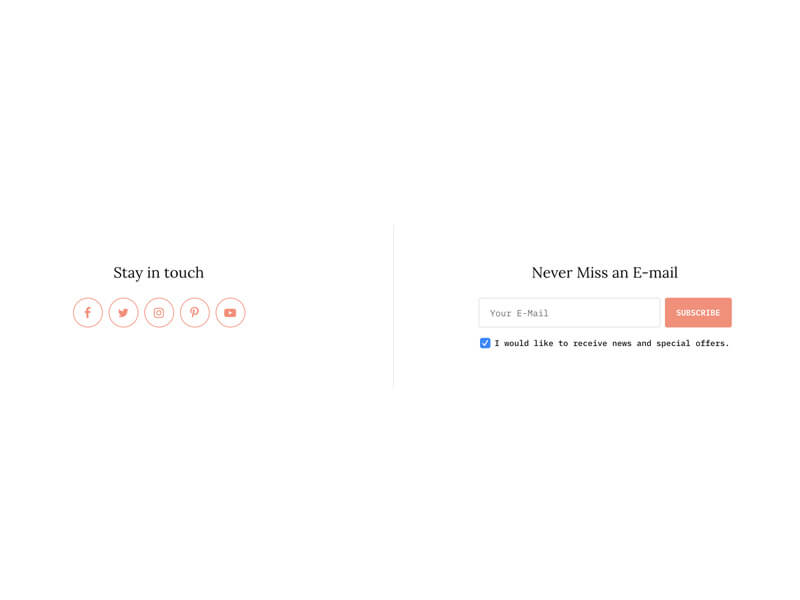 Stay in touch
Never Miss an E-mail
Your E-Mail
SUBSCRIBE
I would like to receive news and special offers.